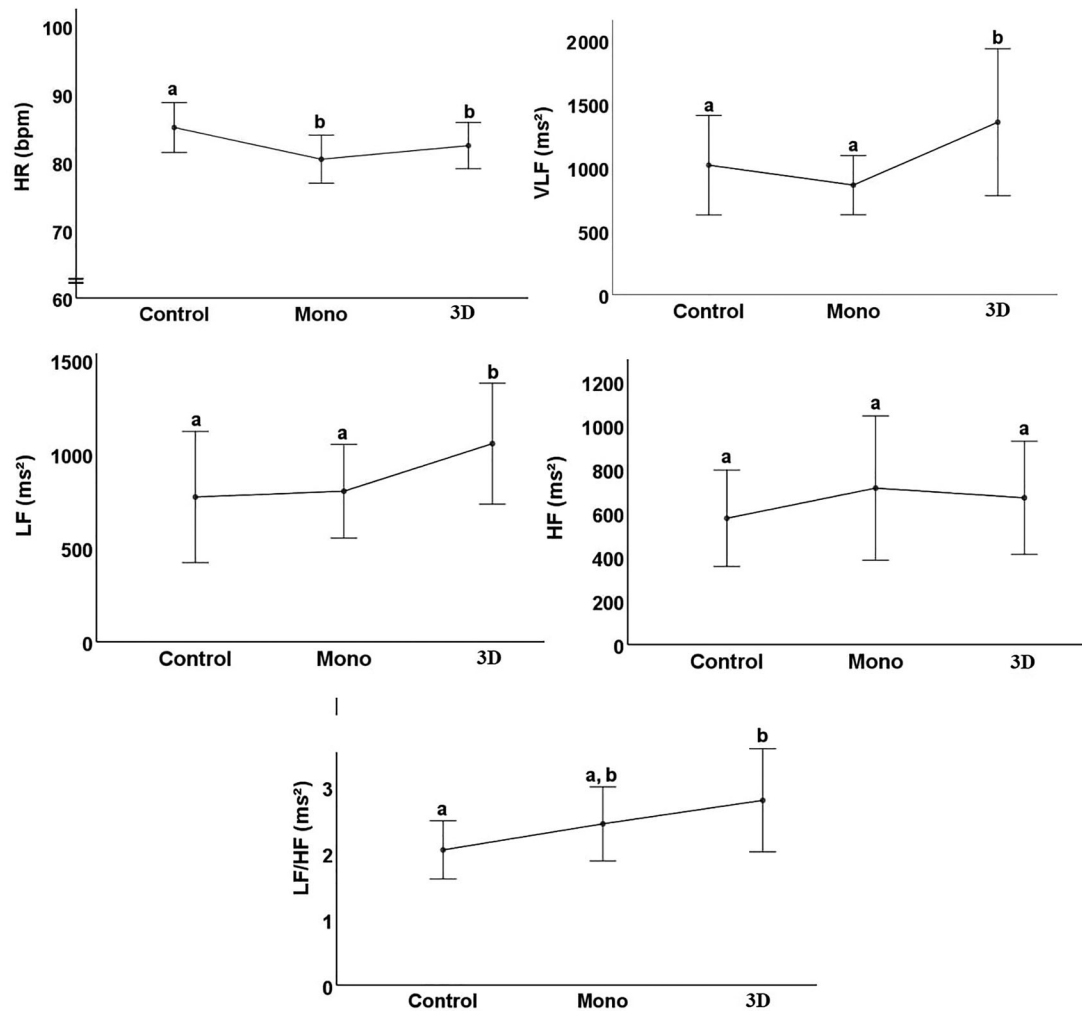 HR (bpm)
100
90
80
70
60
a
b
b
Control Mono 3D
VLF (ms²)
2000
1500
1000
500
0
a
a
b
Control Mono 3D
LF (ms²)
1500
1000
500
0
a
a
b
Control Mono 3D
HF (ms²)
1200
1000
800
600
400
200
0
a
a
a
Control Mono 3D
LF/HF (ms²)
3
2
1
0
a
a, b
b
Control Mono 3D